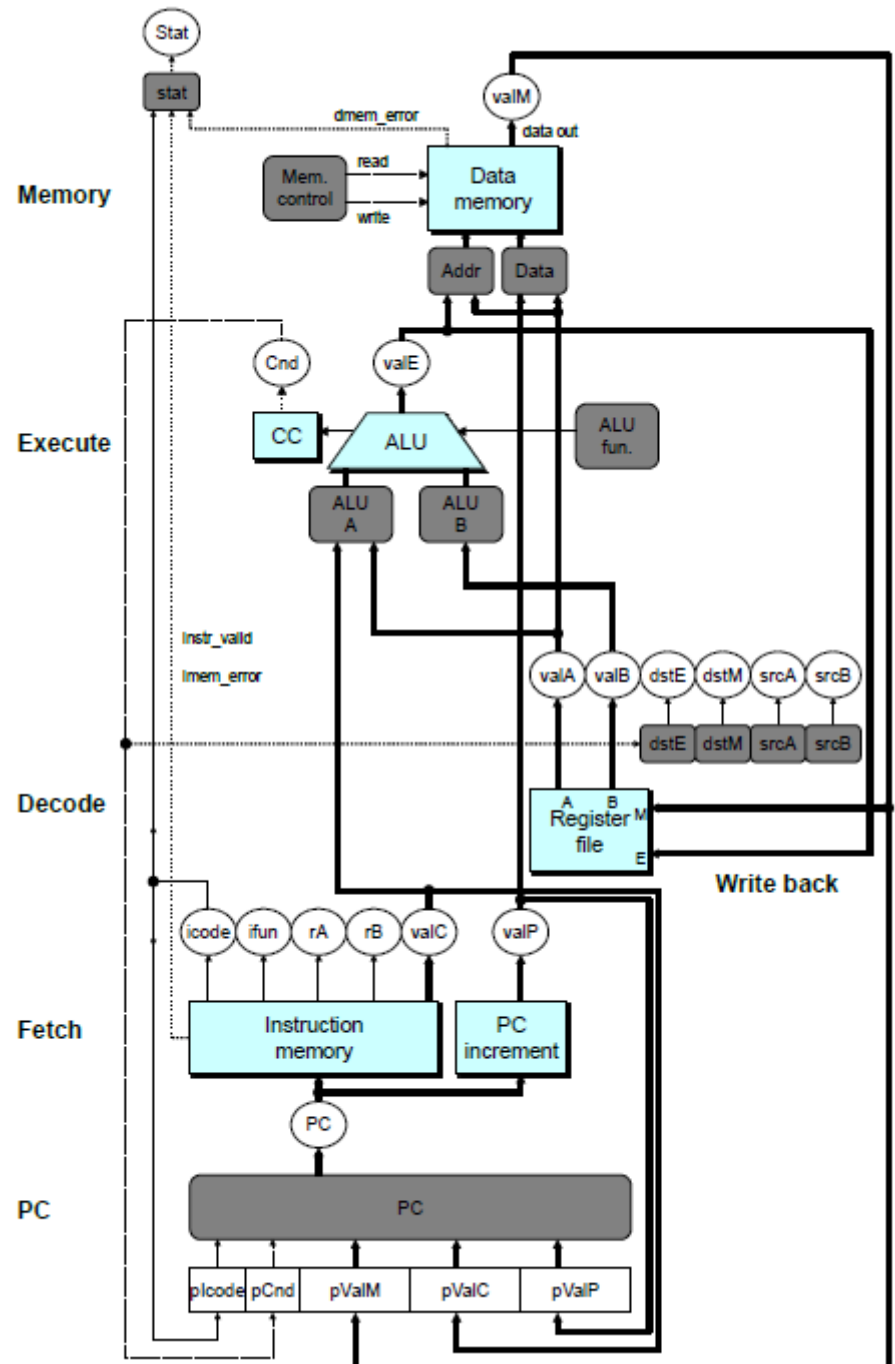 Stat
stat
valM
dmem_error
data out
Memory
Mem. control
read
write
Data memory
Addr
Data
Cnd
valE
Execute
CC
ALU
ALU fun.
ALU A
ALU B
Instr_valid
Imem_error
valA
valB
dstE
dstM
srcA
srcB
dstE
dstM
srcA
srcB
Decode
A
B
M
Register file
E
Write back
icode
ifun
rA
rB
valC
valP
Fetch
Instruction memory
PC increment
PC
PC
PC
pIcode
pCnd
pValM
pValC
pValP